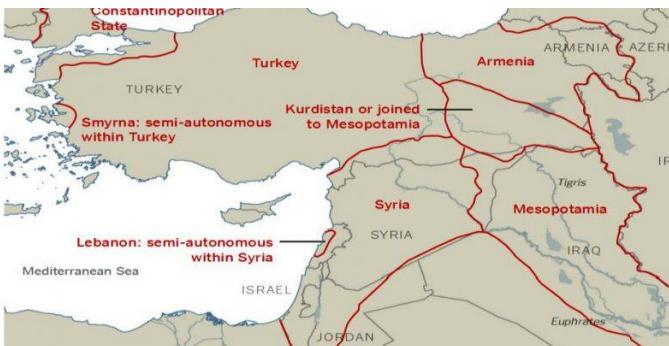 Constantinopolitan
State
Turkey
TURKEY
Armenia
ARMENIA
AZER
Kurdistan or joined
to Mesopotamia
Smyrna: semi-autonomous
within Turkey
Tigris
Syria
Mesopotamia
SYRIA
Lebanon: semi-autonomous
within Syria
IRAQ
Mediterranean Sea
ISRAEL
Euphrates
JORDAN